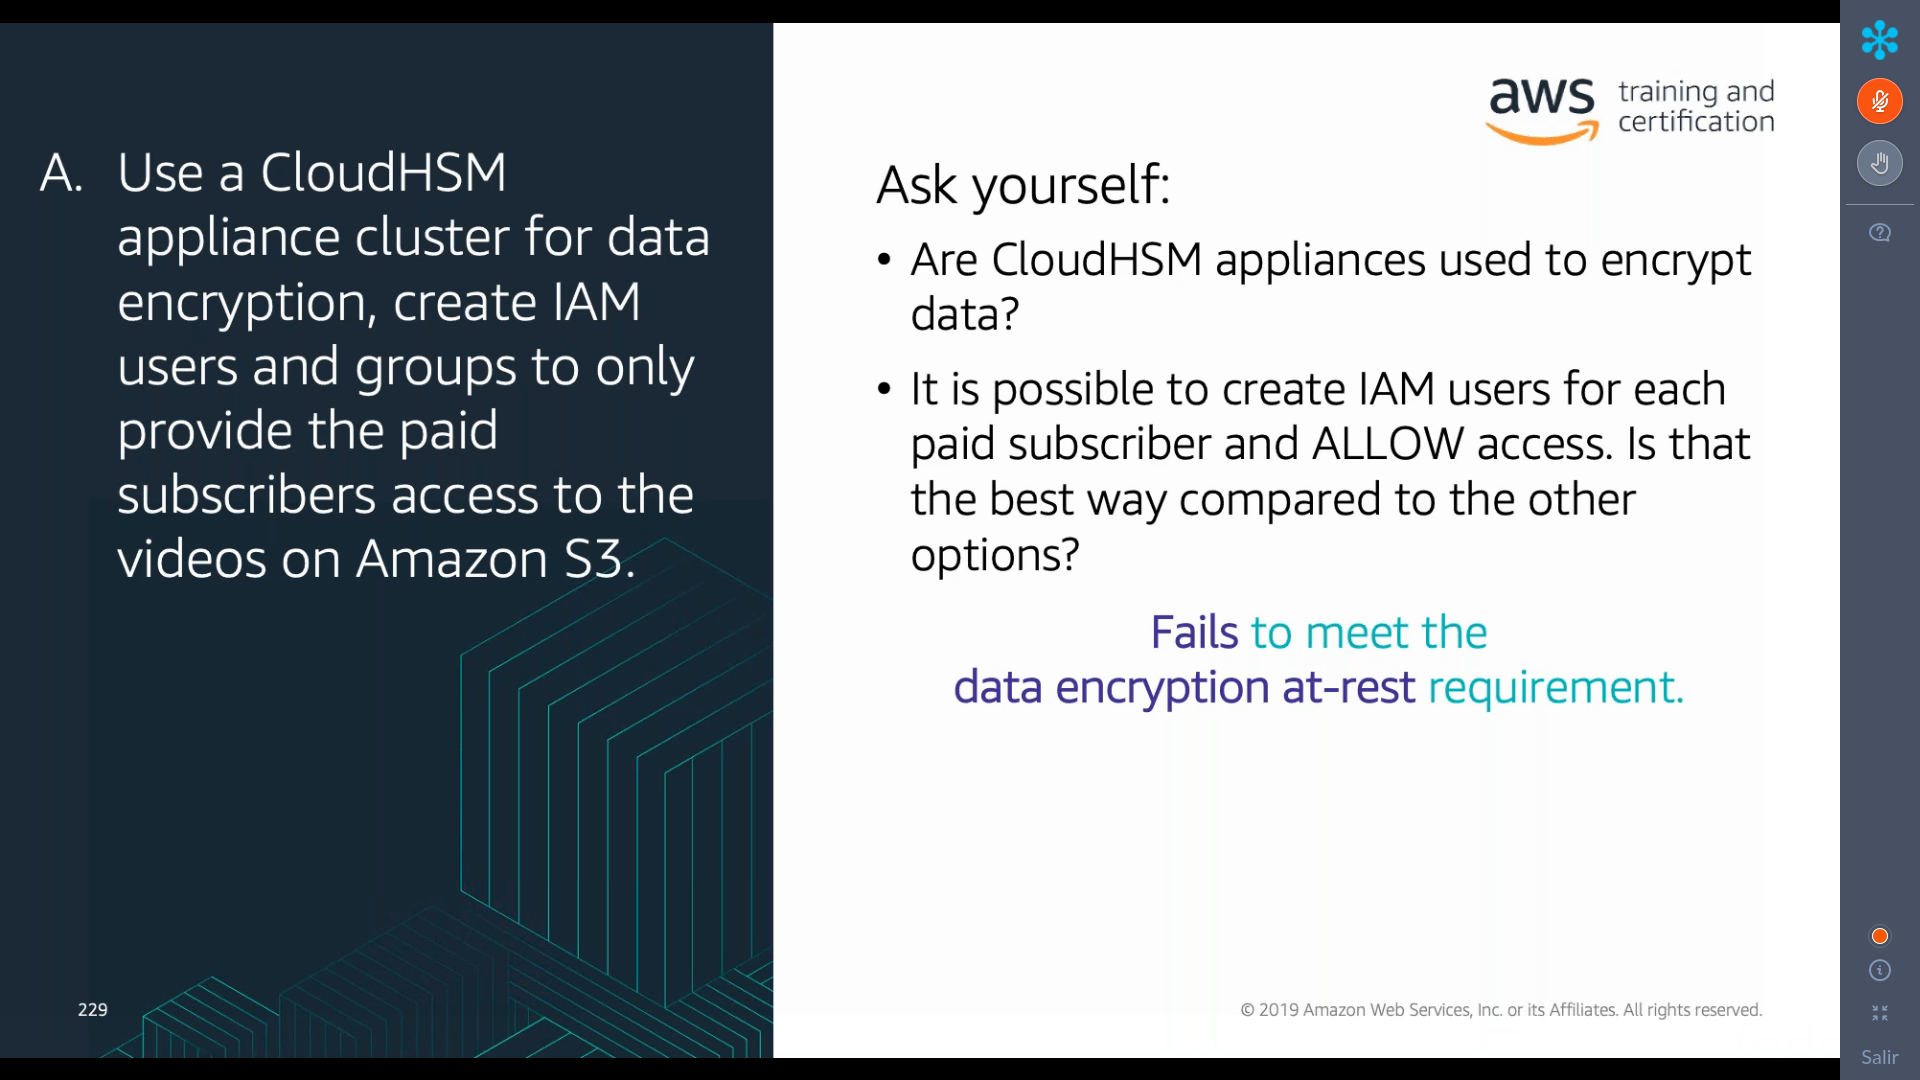 A. Use a CloudHSM
appliance cluster for data
encryption, create IAM
users and groups to only
provide the paid
subscribers access to the
videos on Amazon S3.
229
aws training and
certification
Ask yourself:
• Are CloudHSM appliances used to encrypt
data?
• It is possible to create IAM users for each
paid subscriber and ALLOW access. Is that
the best way compared to the other
options?
Fails to meet the
data encryption at-rest requirement.
© 2019 Amazon Web Services, Inc. or its Affiliates. All rights reserved.
Salir